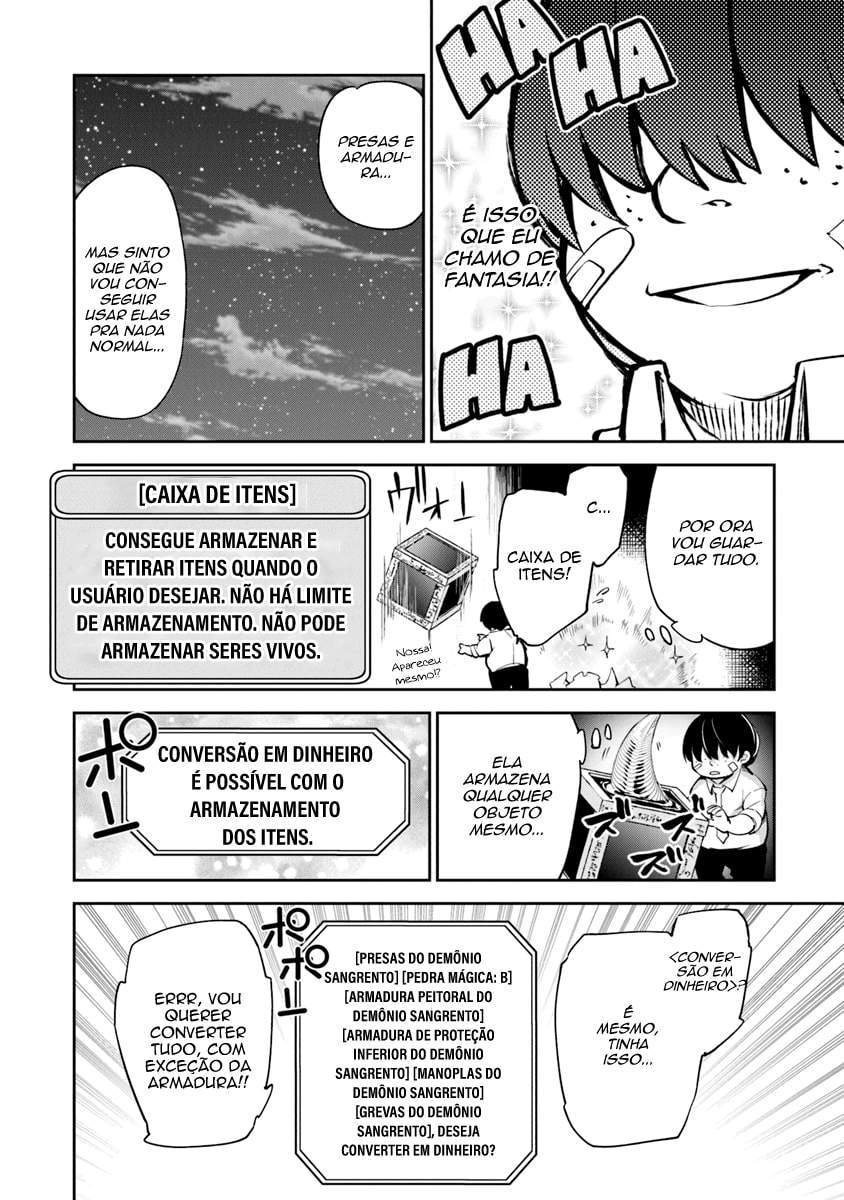 HA
HA
É ISSO
QUE EU
CHAMO DE
FANTASIA!!
HA
PRESAS E
ARMADU-
RA...
MAS SINTO
QUE NÃO
VOU CON-
SEGUIR
USAR ELAS
PRA NADA
NORMAL...
POR ORA
VOU GUAR-
DAR TUDO.
C...
CAIXA DE
ITENS!
ヴォン!
Nossa!
Apareceu
mesmo!?
[CAIXA DE ITENS]
CONSEGUE ARMAZENAR E
RETIRAR ITENS QUANDO O
USUÁRIO DESEJAR. NÃO HÁ LIMITE
DE ARMAZENAMENTO. NÃO PODE
ARMAZENAR SERES VIVOS.
ELA
ARMAZENA
QUALQUER
OBJETO
MESMO...
ズズズ
ポーン
CONVERSÃO EM DINHEIRO
É POSSÍVEL COM O
ARMAZENAMENTO
DOS ITENS.
<CONVER-
SÃO EM
DINHEIRO>?
É
MESMO,
TINHA
ISSO...
ポポーン
[PRESAS DO DEMÔNIO
SANGRENTO] [PEDRA MÁGICA: B]
[ARMADURA PEITORAL DO
DEMÔNIO SANGRENTO]
[ARMADURA DE PROTEÇÃO
INFERIOR DO DEMÔNIO
SANGRENTO] [MANOPLAS DO
DEMÔNIO SANGRENTO]
[GREVAS DO DEMÔNIO
SANGRENTO], DESEJA
CONVERTER EM DINHEIRO?
ERRR, VOU
QUERER
CONVERTER
TUDO, COM
EXCEÇÃO DA
ARMADURA!!